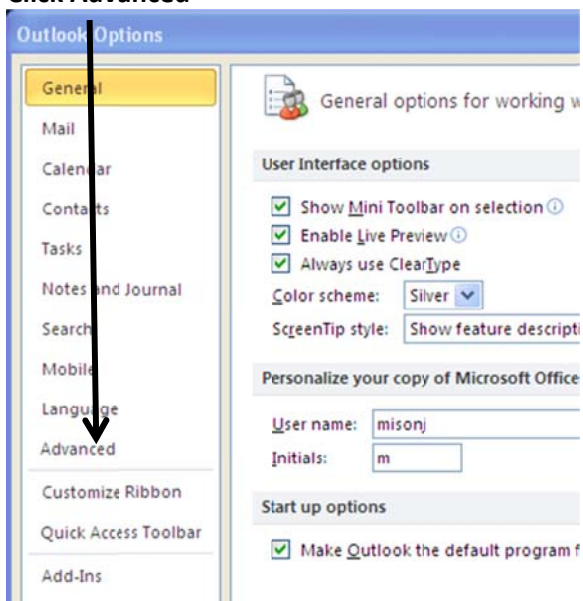 Click Advanced
Outlook Options
General
Mail
Calendar
Contacts
Tasks
Notes and Journal
Search
Mobile
Language
Advanced
Customize Ribbon
Quick Access Toolbar
Add-Ins
General options for working w
User Interface options
Show Mini Toolbar on selection
Enable Live Preview
Always use ClearType
Color scheme: Silver
ScreenTip style: Show feature descripti
Personalize your copy of Microsoft Office
User name: misonj
Initials: m
Start up options
Make Outlook the default program f